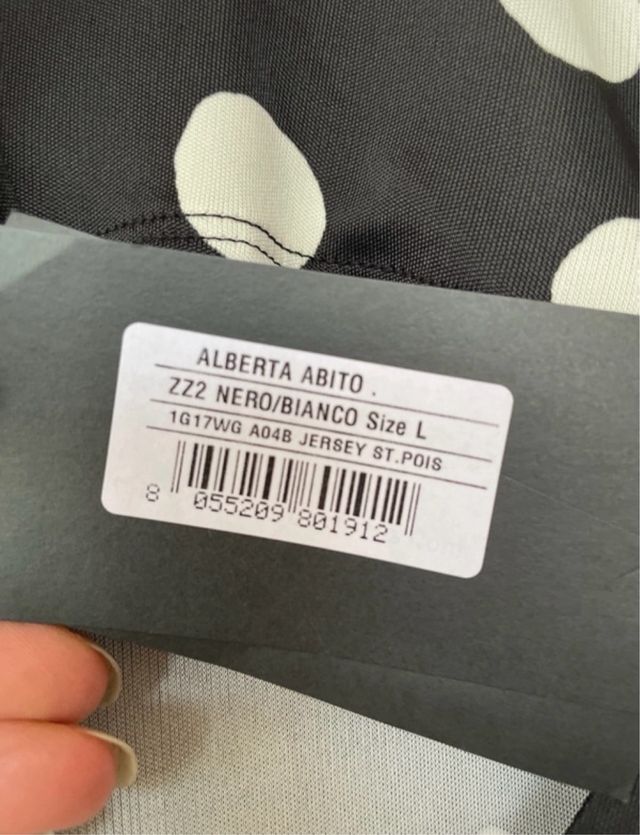 ALBERTA ABITO .
ZZ2 NERO/BIANCO Size L
1G17WG A04B JERSEY ST.POIS
8 055209 801912